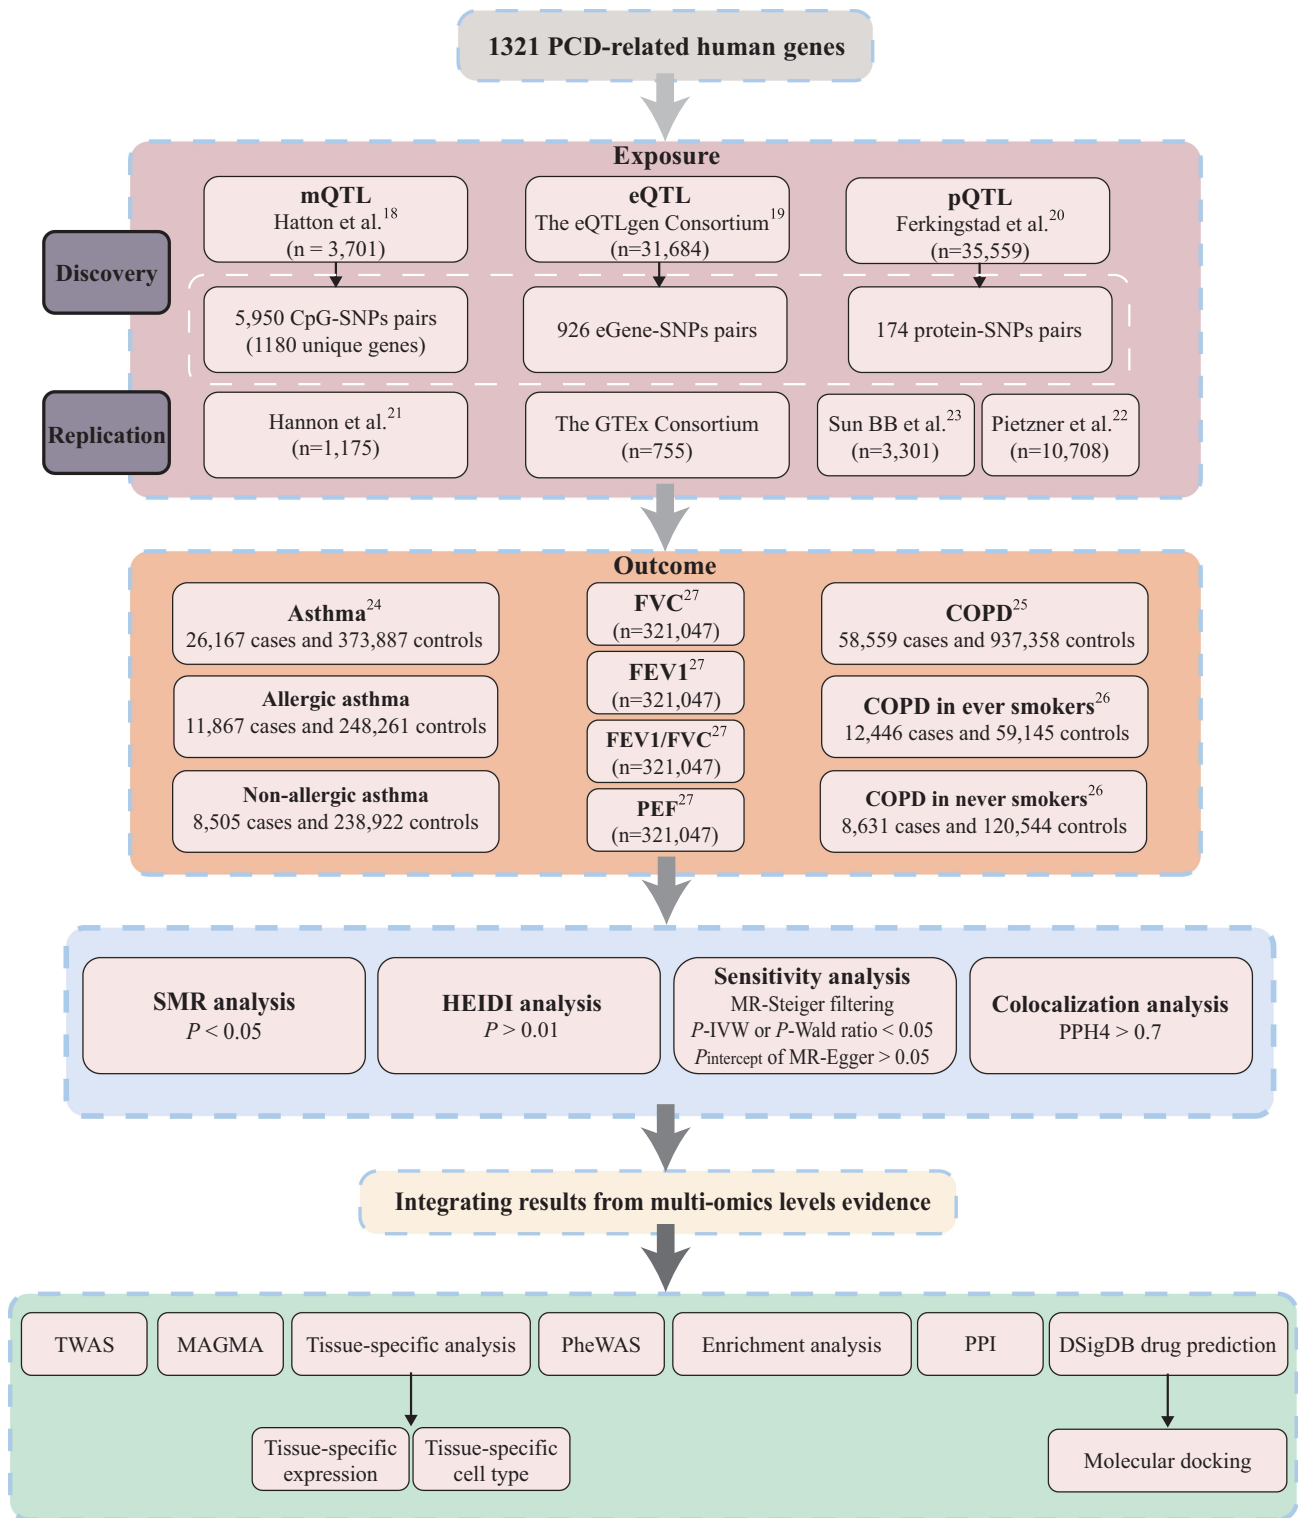 1321 PCD-related human genes
Exposure
mQTL
Hatton et al.18
(n = 3,701)
eQTL
The eQTLgen Consortium19
(n=31,684)
pQTL
Ferkingstad et al.20
(n=35,559)
Discovery
5,950 CpG-SNPs pairs
(1180 unique genes)
926 eGene-SNPs pairs
174 protein-SNPs pairs
Replication
Hannon et al.21
(n=1,175)
The GTEx Consortium
(n=755)
Sun BB et al.23
(n=3,301)
Pietzner et al.22
(n=10,708)
Outcome
Asthma24
26,167 cases and 373,887 controls
Allergic asthma
11,867 cases and 248,261 controls
Non-allergic asthma
8,505 cases and 238,922 controls
FVC27
(n=321,047)
FEV127
(n=321,047)
FEV1/FVC27
(n=321,047)
PEF27
(n=321,047)
COPD25
58,559 cases and 937,358 controls
COPD in ever smokers26
12,446 cases and 59,145 controls
COPD in never smokers26
8,631 cases and 120,544 controls
SMR analysis
P < 0.05
HEIDI analysis
P > 0.01
Sensitivity analysis
MR-Steiger filtering
P-IVW or P-Wald ratio < 0.05
Pintercept of MR-Egger > 0.05
Colocalization analysis
PPH4 > 0.7
Integrating results from multi-omics levels evidence
TWAS
MAGMA
Tissue-specific analysis
PheWAS
Enrichment analysis
PPI
DSigDB drug prediction
Tissue-specific
expression
Tissue-specific
cell type
Molecular docking